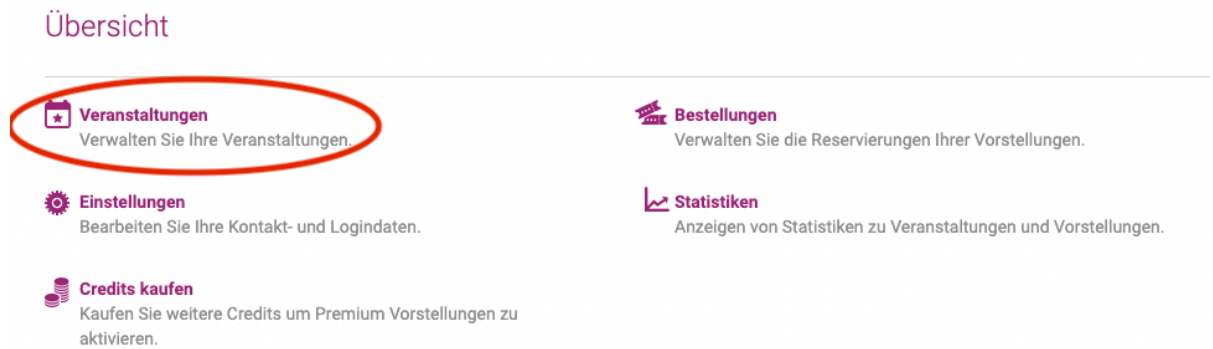 Übersicht
Veranstaltungen
Verwalten Sie Ihre Veranstaltungen.
Bestellungen
Verwalten Sie die Reservierungen Ihrer Vorstellungen.
Einstellungen
Bearbeiten Sie Ihre Kontakt- und Logindaten.
Statistiken
Anzeigen von Statistiken zu Veranstaltungen und Vorstellungen.
Credits kaufen
Kaufen Sie weitere Credits um Premium Vorstellungen zu
aktivieren.